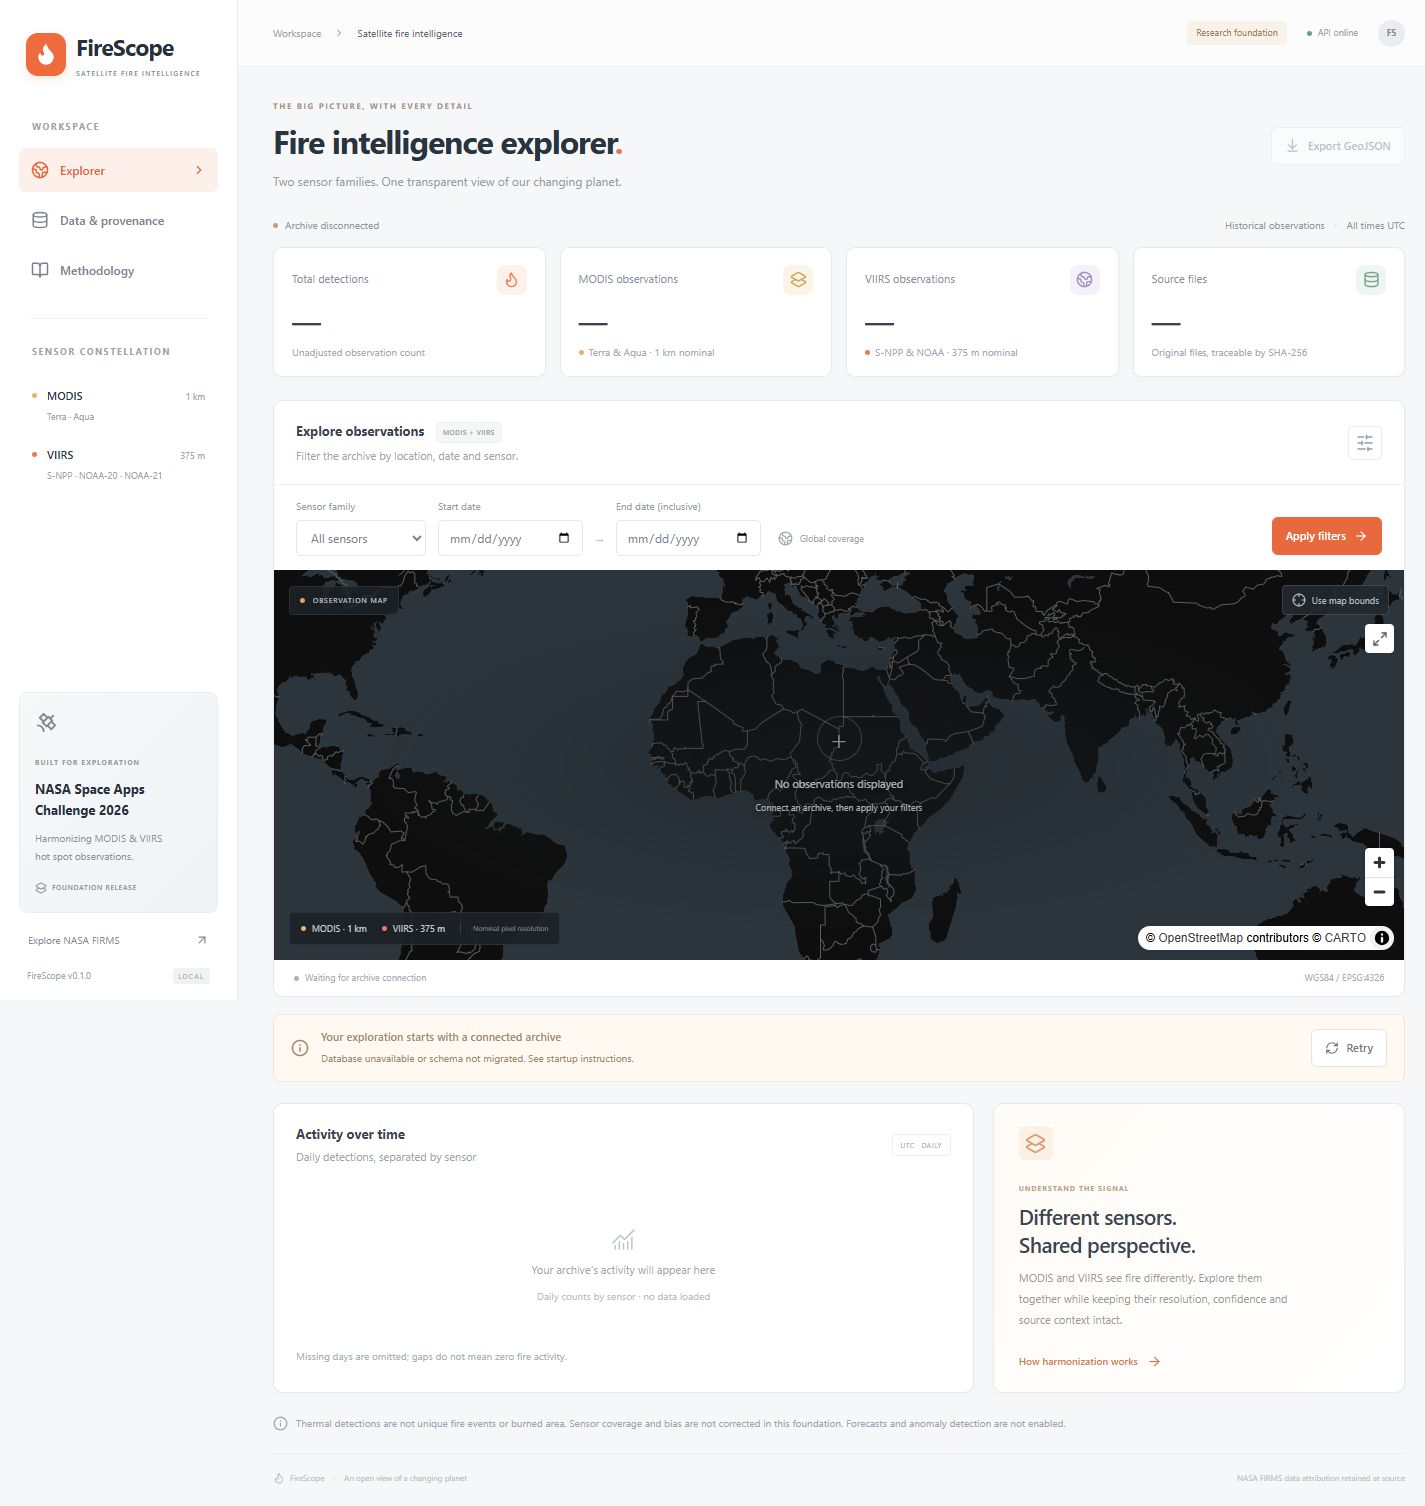 FireScope
SATELLITE FIRE INTELLIGENCE
WORKSPACE
Explorer
Data & provenance
Methodology
SENSOR CONSTELLATION
MODIS
1 km
Terra · Aqua
VIIRS
375 m
S-NPP · NOAA-20 · NOAA-21
BUILT FOR EXPLORATION
NASA Space Apps
Challenge 2026
Harmonizing MODIS & VIIRS
hot spot observations.
FOUNDATION RELEASE
Explore NASA FIRMS
FireScope v0.1.0
LOCAL
Workspace
Satellite fire intelligence
Research foundation
API online
FS
THE BIG PICTURE, WITH EVERY DETAIL
Fire intelligence explorer.
Two sensor families. One transparent view of our changing planet.
Export GeoJSON
Archive disconnected
Historical observations · All times UTC
Total detections
—
Unadjusted observation count
MODIS observations
—
Terra & Aqua · 1 km nominal
VIIRS observations
—
S-NPP & NOAA · 375 m nominal
Source files
—
Original files, traceable by SHA-256
Explore observations
MODIS + VIIRS
Filter the archive by location, date and sensor.
Sensor family
Start date
End date (inclusive)
All sensors
mm/dd/yyyy
→
mm/dd/yyyy
Global coverage
Apply filters
OBSERVATION MAP
Use map bounds
No observations displayed
Connect an archive, then apply your filters
MODIS · 1 km
VIIRS · 375 m
Nominal pixel resolution
© OpenStreetMap contributors © CARTO
Waiting for archive connection
WGS84 / EPSG:4326
Your exploration starts with a connected archive
Database unavailable or schema not migrated. See startup instructions.
Retry
Activity over time
Daily detections, separated by sensor
UTC · DAILY
Your archive's activity will appear here
Daily counts by sensor · no data loaded
Missing days are omitted; gaps do not mean zero fire activity.
UNDERSTAND THE SIGNAL
Different sensors.
Shared perspective.
MODIS and VIIRS see fire differently. Explore them
together while keeping their resolution, confidence and
source context intact.
How harmonization works
Thermal detections are not unique fire events or burned area. Sensor coverage and bias are not corrected in this foundation. Forecasts and anomaly detection are not enabled.
FireScope · An open view of a changing planet
NASA FIRMS data attribution retained at source